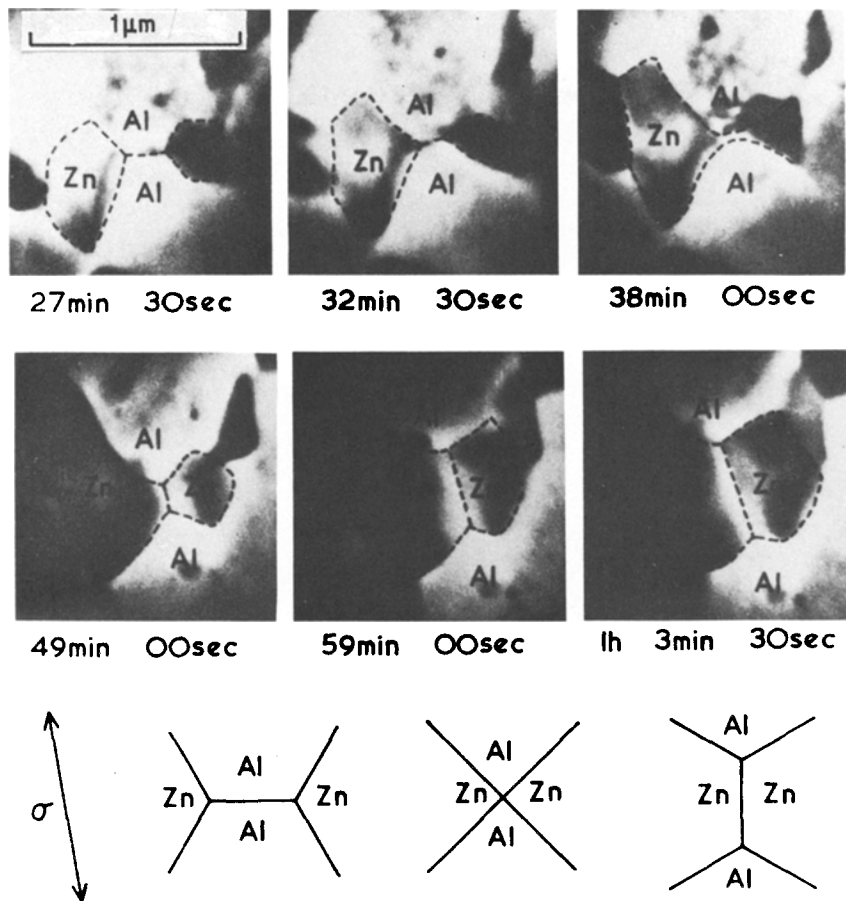 1μm
Al
Zn
Al
27min 30sec
Zn
Al
32min 30sec
Al
Zn
Al
38min 00sec
Al
Zn
Z
Al
49min 00sec
Al
Z
Al
59min 00sec
Al
Z
Al
1h 3min 30sec
σ
Al
Zn Zn
Al
Al
Zn Zn
Al
Al
Zn Zn
Al